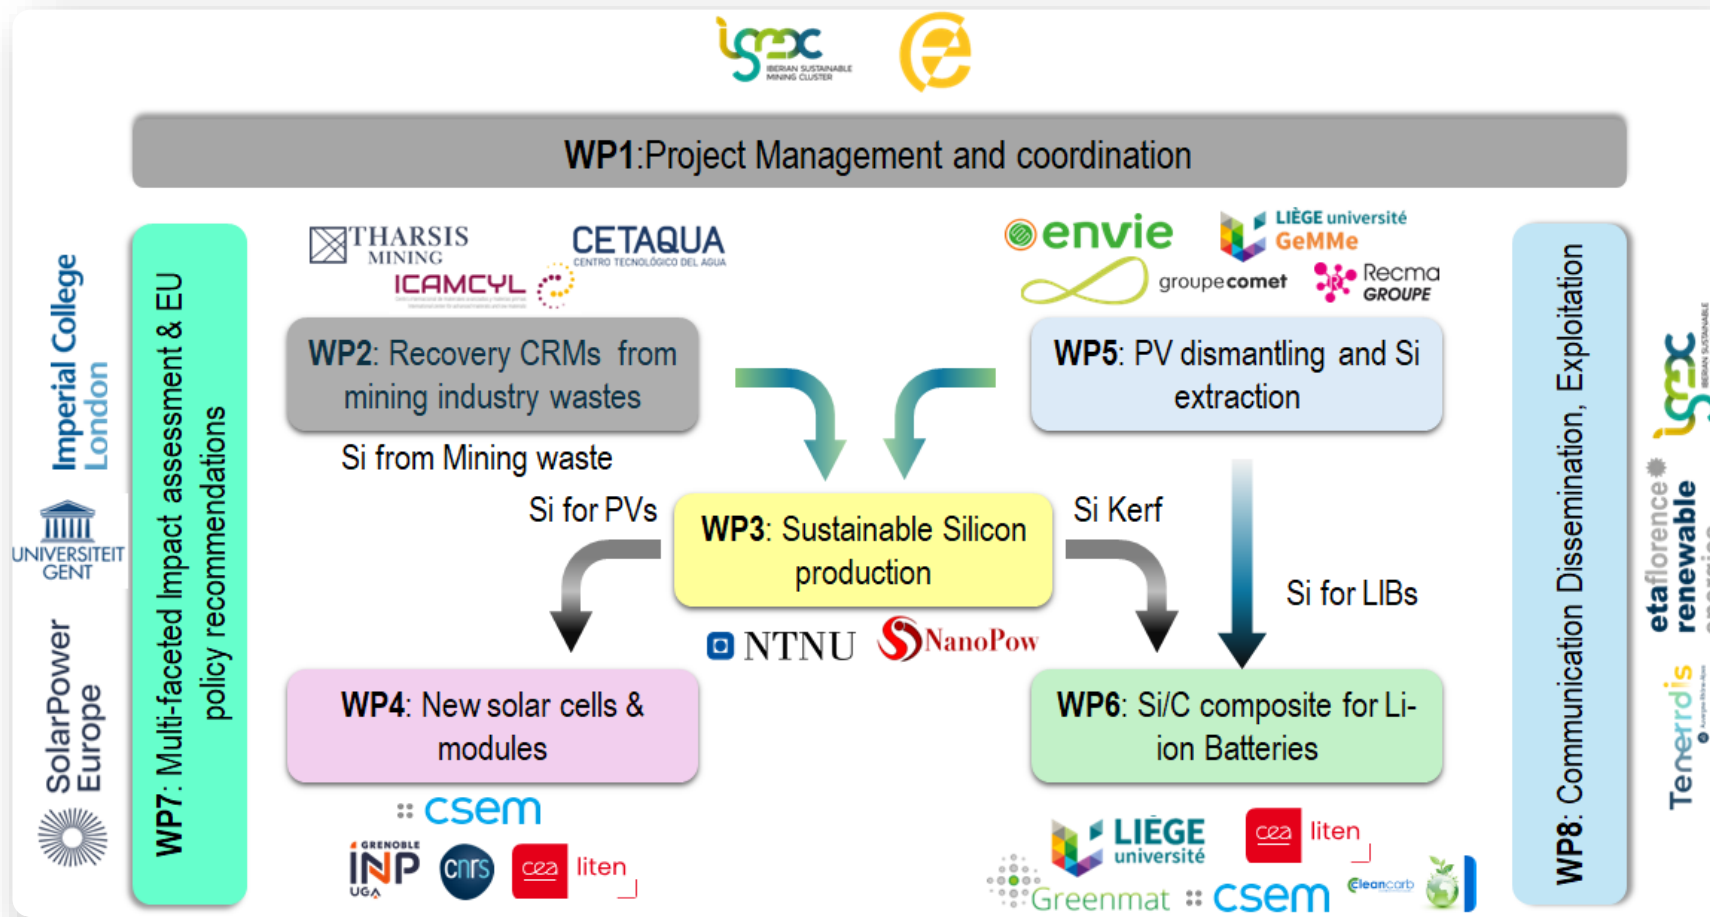 isMC
IBERIAN SUSTAINABLE
MINING CLUSTER
WP1:Project Management and coordination
THARSIS
MINING
CETAQUA
CENTRO TECNOLÓGICO DEL AGUA
ICAMCYL
envie
LIÈGE université
GeMMe
groupecomet
Recma
GROUPE
WP2: Recovery CRMs from
mining industry wastes
WP5: PV dismantling and Si
extraction
Si from Mining waste
Si for PVs
WP3: Sustainable Silicon
production
Si Kerf
Si for LIBs
NTNU
NanoPow
WP4: New solar cells &
modules
WP6: Si/C composite for Li-
ion Batteries
csem
GRENOBLE
INP
UGA
cnrs
cea
liten
LIÈGE
université
cea
liten
Greenmat
csem
Cleancarb
Imperial College
London
UNIVERSITEIT
GENT
SolarPower
Europe
WP7: Multi-faceted Impact assessment & EU
policy recommendations
WP8: Communication Dissemination, Exploitation
IBERIAN SUSTAINABLE
etaflorence
renewable
Tenerrdis
Auvergne-Rhône-Alpes